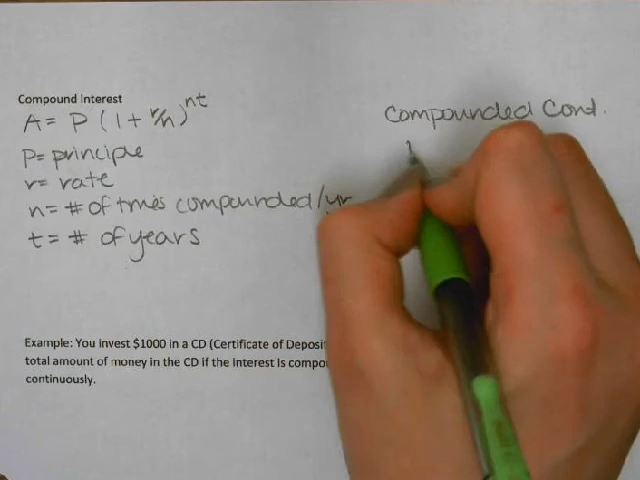 Compound Interest
A = P (1 + r/n)^nt
P = principle
r = rate
n = # of times compounded/yr
t = # of years
Compounded Cont.
Example: You invest $1000 in a CD (Certificate of Deposit
total amount of money in the CD if the interest is compo
continuously.